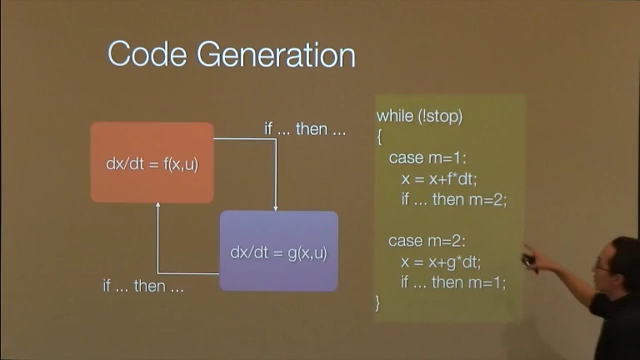 Code Generation
if ... then ...
dx/dt = f(x,u)
dx/dt = g(x,u)
if ... then ...
while (!stop)
{
case m=1:
x = x+f*dt;
if ... then m=2;
case m=2:
x = x+g*dt;
if ... then m=1;
}